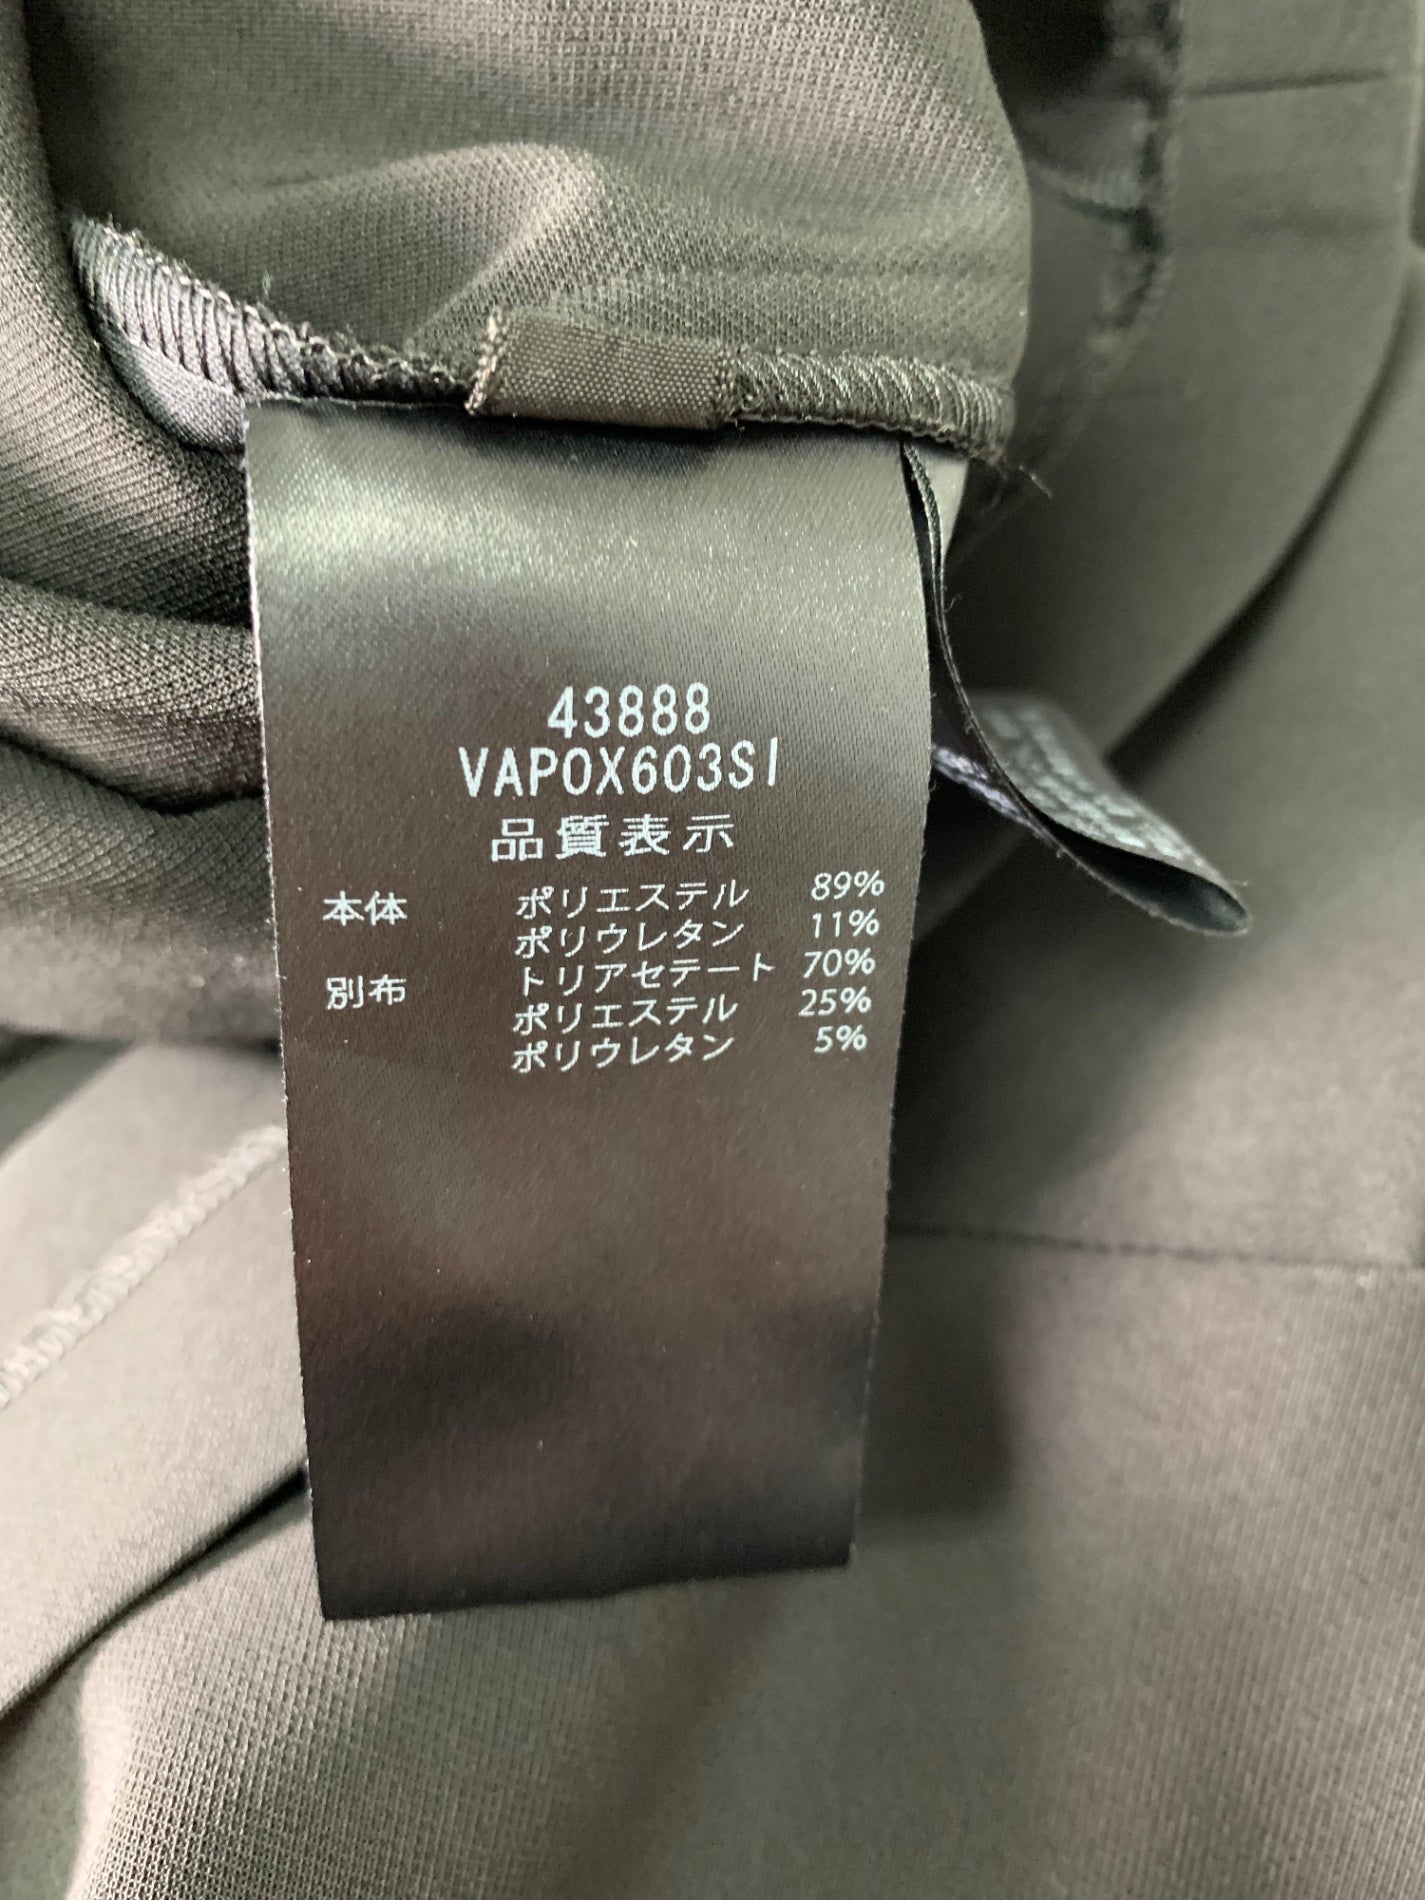 43888
VAPOX603SI
品質表示
本体 ポリエステル 89%
ポリウレタン 11%
別布 トリアセテート 70%
ポリエステル 25%
ポリウレタン 5%